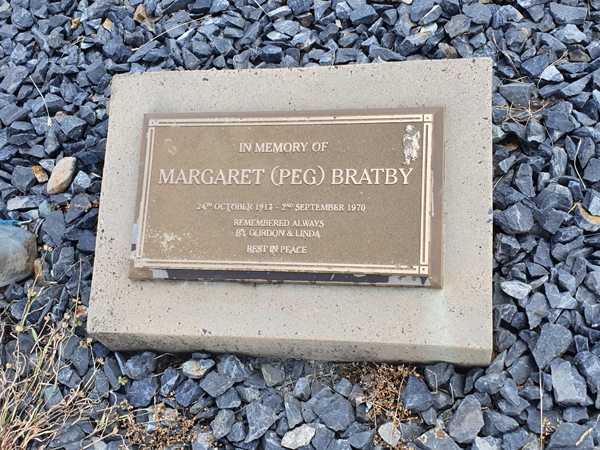 IN MEMORY OF
MARGARET (PEG) BRATBY
24TH OCTOBER 1917 - 2ND SEPTEMBER 1970
REMEMBERED ALWAYS
BY GORDON & LINDA
REST IN PEACE